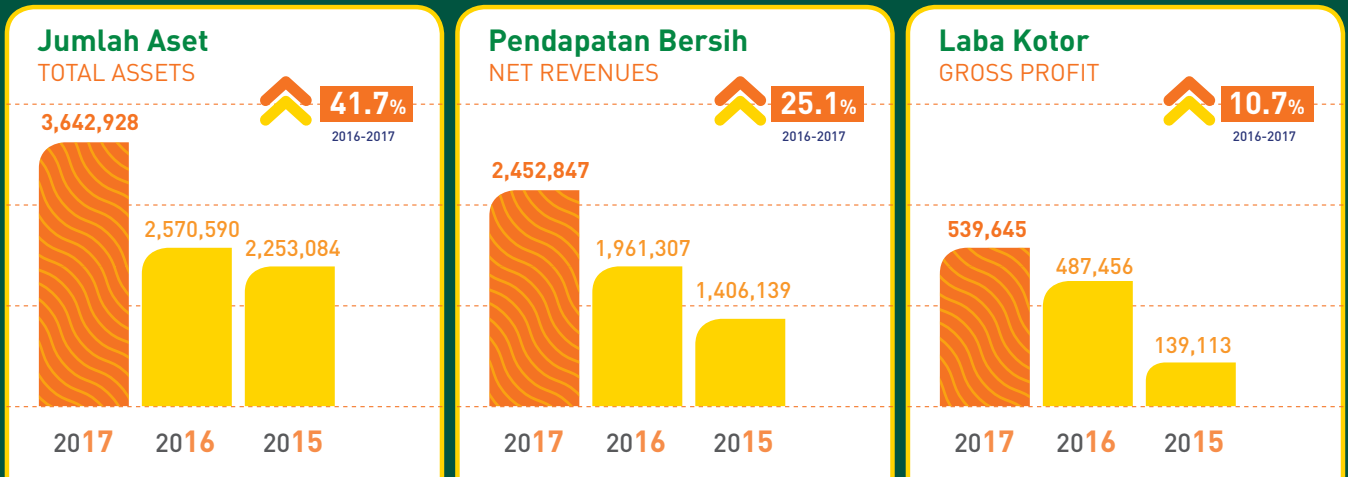 Jumlah Aset
TOTAL ASSETS
41.7%
2016-2017
3,642,928
2,570,590
2,253,084
2017 2016 2015
Pendapatan Bersih
NET REVENUES
25.1%
2016-2017
2,452,847
1,961,307
1,406,139
2017 2016 2015
Laba Kotor
GROSS PROFIT
10.7%
2016-2017
539,645
487,456
139,113
2017 2016 2015